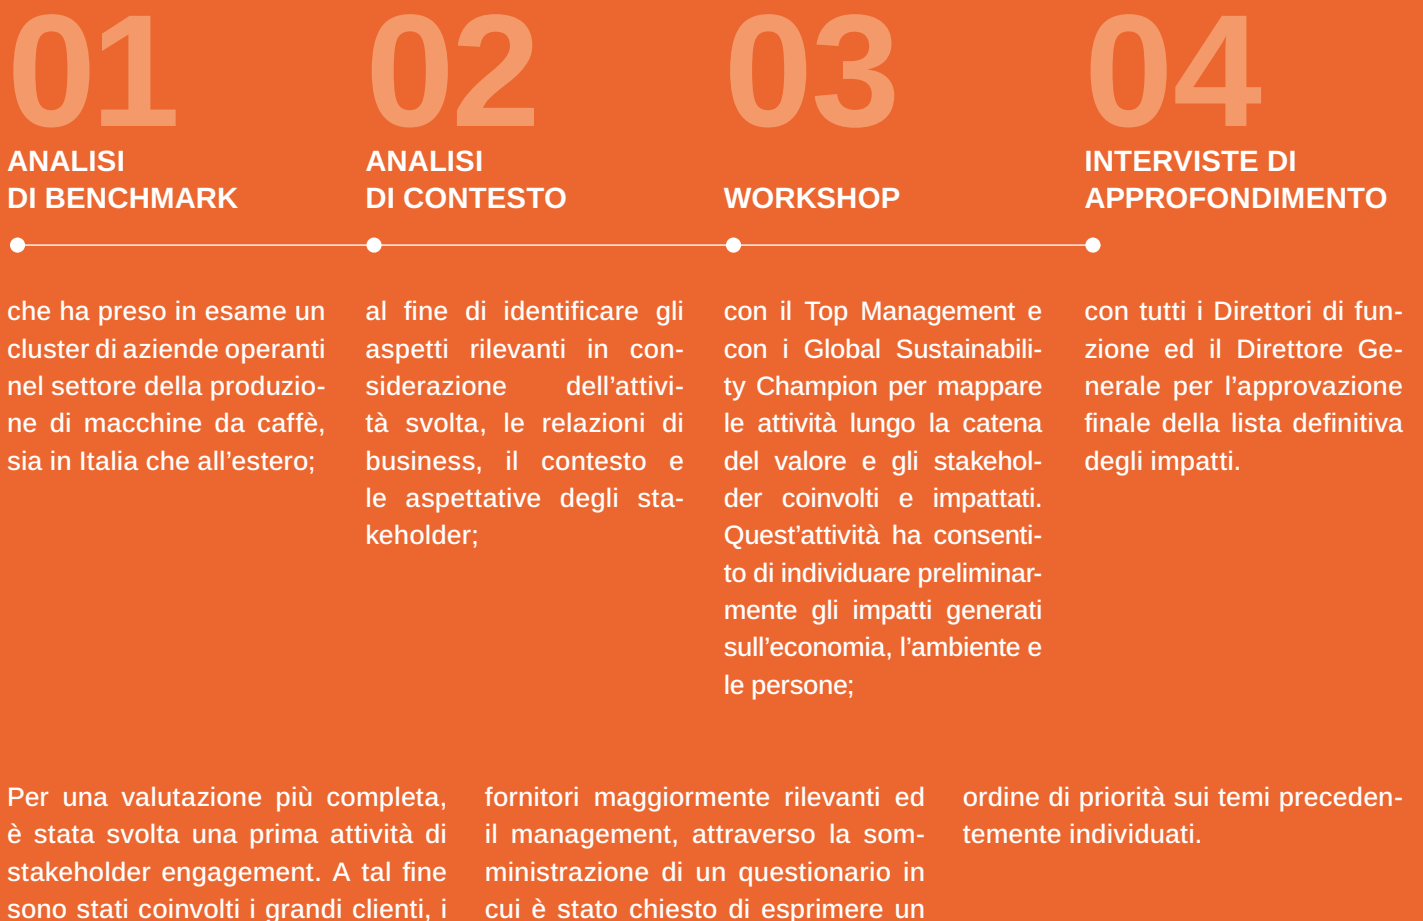 01
ANALISI
DI BENCHMARK
che ha preso in esame un
cluster di aziende operanti
nel settore della produzio-
ne di macchine da caffè,
sia in Italia che all’estero;
02
ANALISI
DI CONTESTO
al fine di identificare gli
aspetti rilevanti in con-
siderazione dell’attivi-
tà svolta, le relazioni di
business, il contesto e
le aspettative degli sta-
keholder;
03
WORKSHOP
con il Top Management e
con i Global Sustainabili-
ty Champion per mappare
le attività lungo la catena
del valore e gli stakehol-
der coinvolti e impattati.
Quest’attività ha consenti-
to di individuare preliminar-
mente gli impatti generati
sull’economia, l’ambiente e
le persone;
04
INTERVISTE DI
APPROFONDIMENTO
con tutti i Direttori di fun-
zione ed il Direttore Ge-
nerale per l’approvazione
finale della lista definitiva
degli impatti.
Per una valutazione più completa,
è stata svolta una prima attività di
stakeholder engagement. A tal fine
sono stati coinvolti i grandi clienti, i
fornitori maggiormente rilevanti ed
il management, attraverso la som-
ministrazione di un questionario in
cui è stato chiesto di esprimere un
ordine di priorità sui temi preceden-
temente individuati.